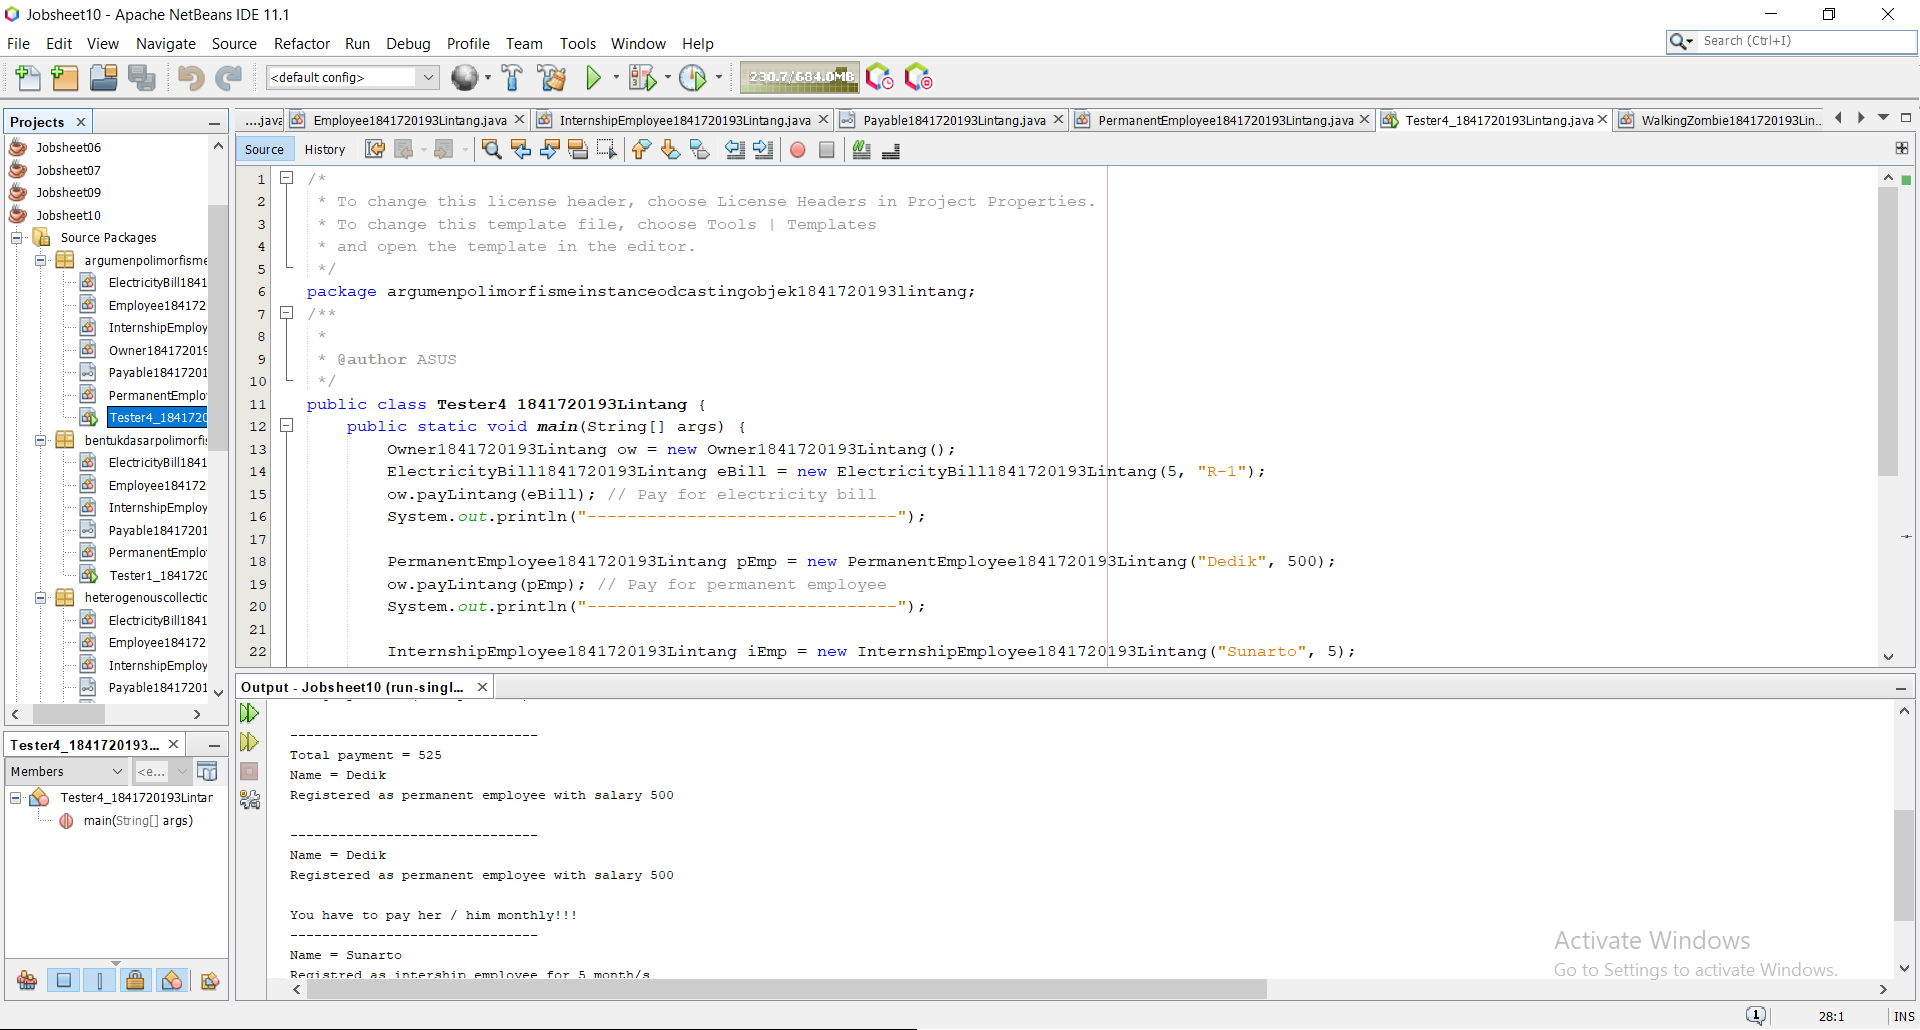 Jobsheet10 - Apache NetBeans IDE 11.1
File Edit View Navigate Source Refactor Run Debug Profile Team Tools Window Help
Search (Ctrl+I)
<default config>
230.7/684.0MB
Projects
Jobsheet06
Jobsheet07
Jobsheet09
Jobsheet10
Source Packages
argumenpolimorfisme
ElectricityBill1841
Employee184172
InternshipEmploy
Owner184172019
Payable18417201
PermanentEmplo
Tester4_184172
bentukdasarpolimorfi
ElectricityBill1841
Employee184172
InternshipEmploy
Payable18417201
PermanentEmplo
Tester1_184172
heterogenouscollectio
ElectricityBill1841
Employee184172
InternshipEmploy
Payable18417201
Tester4_1841720193...
Members
<e...
Tester4_1841720193Lintan
main(String[] args)
....java Employee1841720193Lintang.java InternshipEmployee1841720193Lintang.java Payable1841720193Lintang.java PermanentEmployee1841720193Lintang.java Tester4_1841720193Lintang.java WalkingZombie1841720193Lin...
Source History
1 /*
2 * To change this license header, choose License Headers in Project Properties.
3 * To change this template file, choose Tools | Templates
4 * and open the template in the editor.
5 */
6 package argumenpolimorfismeinstanceodcastingobjek1841720193lintang;
7 /**
8 *
9 * @author ASUS
10 */
11 public class Tester4_1841720193Lintang {
12 public static void main(String[] args) {
13 Owner1841720193Lintang ow = new Owner1841720193Lintang();
14 ElectricityBill1841720193Lintang eBill = new ElectricityBill1841720193Lintang(5, "R-1");
15 ow.payLintang(eBill); // Pay for electricity bill
16 System.out.println("-------------------------------");
17
18 PermanentEmployee1841720193Lintang pEmp = new PermanentEmployee1841720193Lintang("Dedik", 500);
19 ow.payLintang(pEmp); // Pay for permanent employee
20 System.out.println("-------------------------------");
21
22 InternshipEmployee1841720193Lintang iEmp = new InternshipEmployee1841720193Lintang("Sunarto", 5);
Output - Jobsheet10 (run-singl...
-------------------------------
Total payment = 525
Name = Dedik
Registered as permanent employee with salary 500
-------------------------------
Name = Dedik
Registered as permanent employee with salary 500
You have to pay her / him monthly!!!
-------------------------------
Name = Sunarto
Registred as intership employee for 5 month/s
Activate Windows
Go to Settings to activate Windows.
1
28:1
INS